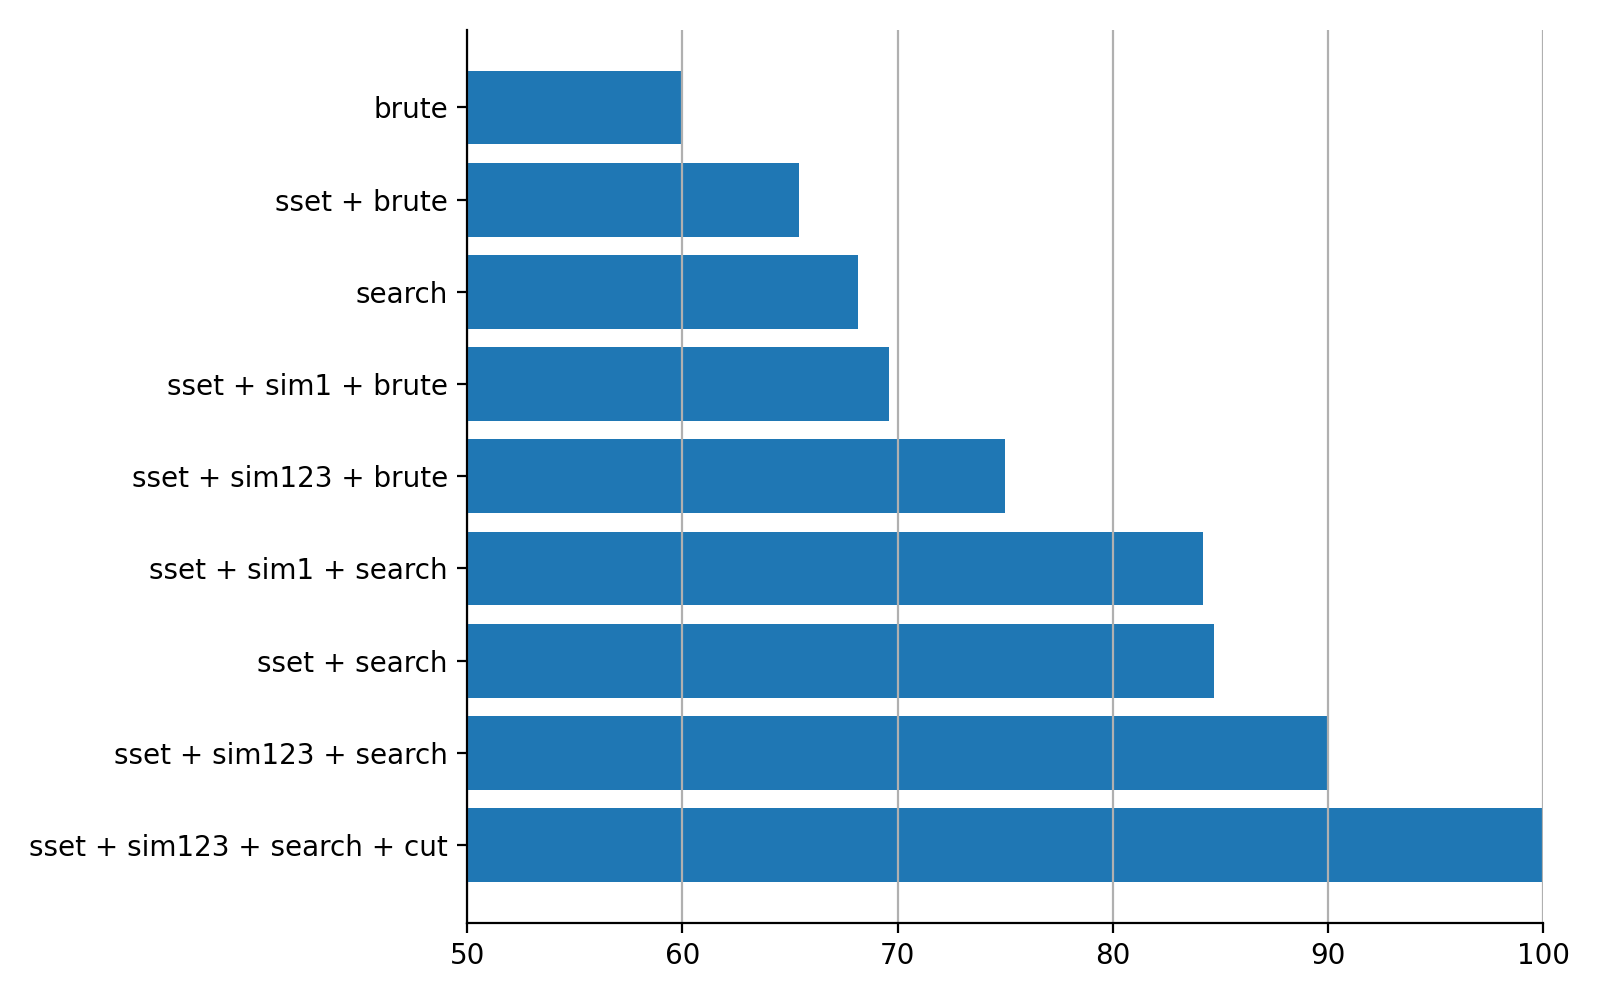 brute
sset + brute
search
sset + sim1 + brute
sset + sim123 + brute
sset + sim1 + search
sset + search
sset + sim123 + search
sset + sim123 + search + cut
50 60 70 80 90 100